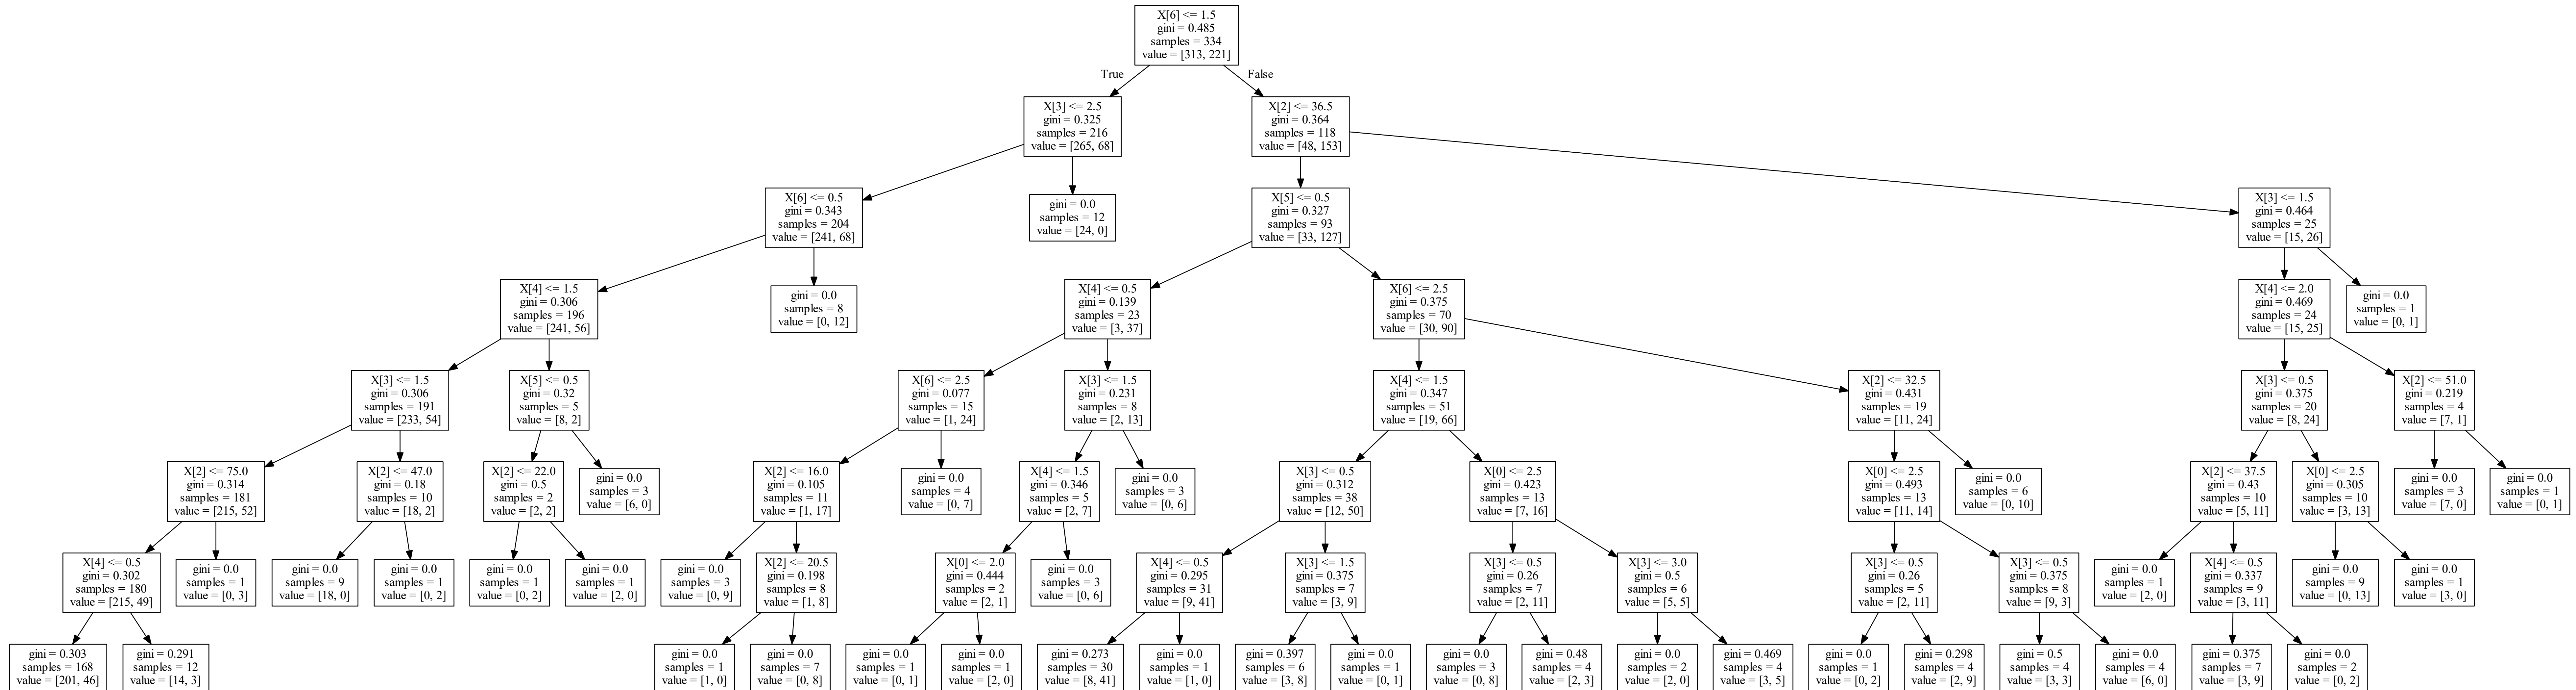 X[6] <= 1.5
gini = 0.485
samples = 334
value = [313, 221]
True
False
X[3] <= 2.5
gini = 0.325
samples = 216
value = [265, 68]
X[2] <= 36.5
gini = 0.364
samples = 118
value = [48, 153]
X[6] <= 0.5
gini = 0.343
samples = 204
value = [241, 68]
gini = 0.0
samples = 12
value = [24, 0]
X[5] <= 0.5
gini = 0.327
samples = 93
value = [33, 127]
X[3] <= 1.5
gini = 0.464
samples = 25
value = [15, 26]
X[4] <= 1.5
gini = 0.306
samples = 196
value = [241, 56]
gini = 0.0
samples = 8
value = [0, 12]
X[4] <= 0.5
gini = 0.139
samples = 23
value = [3, 37]
X[6] <= 2.5
gini = 0.375
samples = 70
value = [30, 90]
X[4] <= 2.0
gini = 0.469
samples = 24
value = [15, 25]
gini = 0.0
samples = 1
value = [0, 1]
X[3] <= 1.5
gini = 0.306
samples = 191
value = [233, 54]
X[5] <= 0.5
gini = 0.32
samples = 5
value = [8, 2]
X[6] <= 2.5
gini = 0.077
samples = 15
value = [1, 24]
X[3] <= 1.5
gini = 0.231
samples = 8
value = [2, 13]
X[4] <= 1.5
gini = 0.347
samples = 51
value = [19, 66]
X[2] <= 32.5
gini = 0.431
samples = 19
value = [11, 24]
X[3] <= 0.5
gini = 0.375
samples = 20
value = [8, 24]
X[2] <= 51.0
gini = 0.219
samples = 4
value = [7, 1]
X[2] <= 75.0
gini = 0.314
samples = 181
value = [215, 52]
X[2] <= 47.0
gini = 0.18
samples = 10
value = [18, 2]
X[2] <= 22.0
gini = 0.5
samples = 2
value = [2, 2]
gini = 0.0
samples = 3
value = [6, 0]
X[2] <= 16.0
gini = 0.105
samples = 11
value = [1, 17]
gini = 0.0
samples = 4
value = [0, 7]
X[4] <= 1.5
gini = 0.346
samples = 5
value = [2, 7]
gini = 0.0
samples = 3
value = [0, 6]
X[3] <= 0.5
gini = 0.312
samples = 38
value = [12, 50]
X[0] <= 2.5
gini = 0.423
samples = 13
value = [7, 16]
X[0] <= 2.5
gini = 0.493
samples = 13
value = [11, 14]
gini = 0.0
samples = 6
value = [0, 10]
X[2] <= 37.5
gini = 0.43
samples = 10
value = [5, 11]
X[0] <= 2.5
gini = 0.305
samples = 10
value = [3, 13]
gini = 0.0
samples = 3
value = [7, 0]
gini = 0.0
samples = 1
value = [0, 1]
X[4] <= 0.5
gini = 0.302
samples = 180
value = [215, 49]
gini = 0.0
samples = 1
value = [0, 3]
gini = 0.0
samples = 9
value = [18, 0]
gini = 0.0
samples = 1
value = [0, 2]
gini = 0.0
samples = 1
value = [0, 2]
gini = 0.0
samples = 1
value = [2, 0]
gini = 0.0
samples = 3
value = [0, 9]
X[2] <= 20.5
gini = 0.198
samples = 8
value = [1, 8]
X[0] <= 2.0
gini = 0.444
samples = 2
value = [2, 1]
gini = 0.0
samples = 3
value = [0, 6]
X[4] <= 0.5
gini = 0.295
samples = 31
value = [9, 41]
X[3] <= 1.5
gini = 0.375
samples = 7
value = [3, 9]
X[3] <= 0.5
gini = 0.26
samples = 7
value = [2, 11]
X[3] <= 3.0
gini = 0.5
samples = 6
value = [5, 5]
X[3] <= 0.5
gini = 0.26
samples = 5
value = [2, 11]
X[3] <= 0.5
gini = 0.375
samples = 8
value = [9, 3]
gini = 0.0
samples = 1
value = [2, 0]
X[4] <= 0.5
gini = 0.337
samples = 9
value = [3, 11]
gini = 0.0
samples = 9
value = [0, 13]
gini = 0.0
samples = 1
value = [3, 0]
gini = 0.303
samples = 168
value = [201, 46]
gini = 0.291
samples = 12
value = [14, 3]
gini = 0.0
samples = 1
value = [1, 0]
gini = 0.0
samples = 7
value = [0, 8]
gini = 0.0
samples = 1
value = [0, 1]
gini = 0.0
samples = 1
value = [2, 0]
gini = 0.273
samples = 30
value = [8, 41]
gini = 0.0
samples = 1
value = [1, 0]
gini = 0.397
samples = 6
value = [3, 8]
gini = 0.0
samples = 1
value = [0, 1]
gini = 0.0
samples = 3
value = [0, 8]
gini = 0.48
samples = 4
value = [2, 3]
gini = 0.0
samples = 2
value = [2, 0]
gini = 0.469
samples = 4
value = [3, 5]
gini = 0.0
samples = 1
value = [0, 2]
gini = 0.298
samples = 4
value = [2, 9]
gini = 0.5
samples = 4
value = [3, 3]
gini = 0.0
samples = 4
value = [6, 0]
gini = 0.375
samples = 7
value = [3, 9]
gini = 0.0
samples = 2
value = [0, 2]